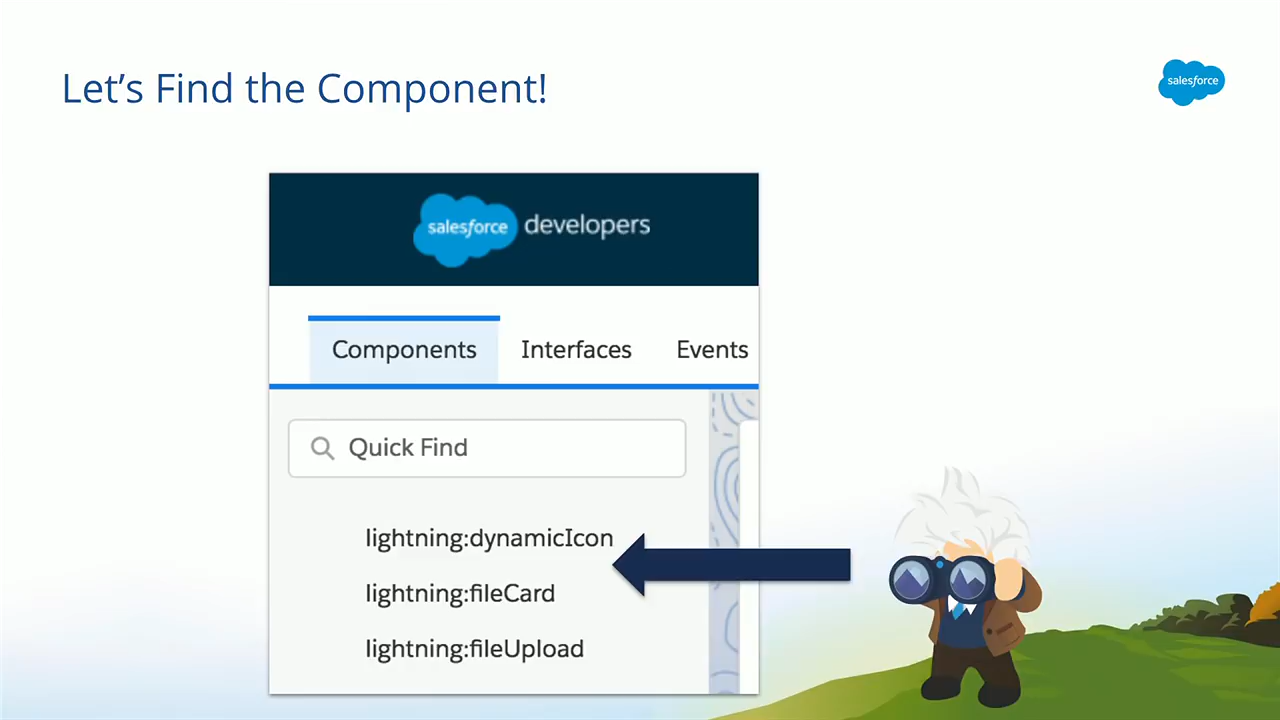 Let's Find the Component!
salesforce
salesforce developers
Components Interfaces Events
Quick Find
lightning:dynamicIcon
lightning:fileCard
lightning:fileUpload